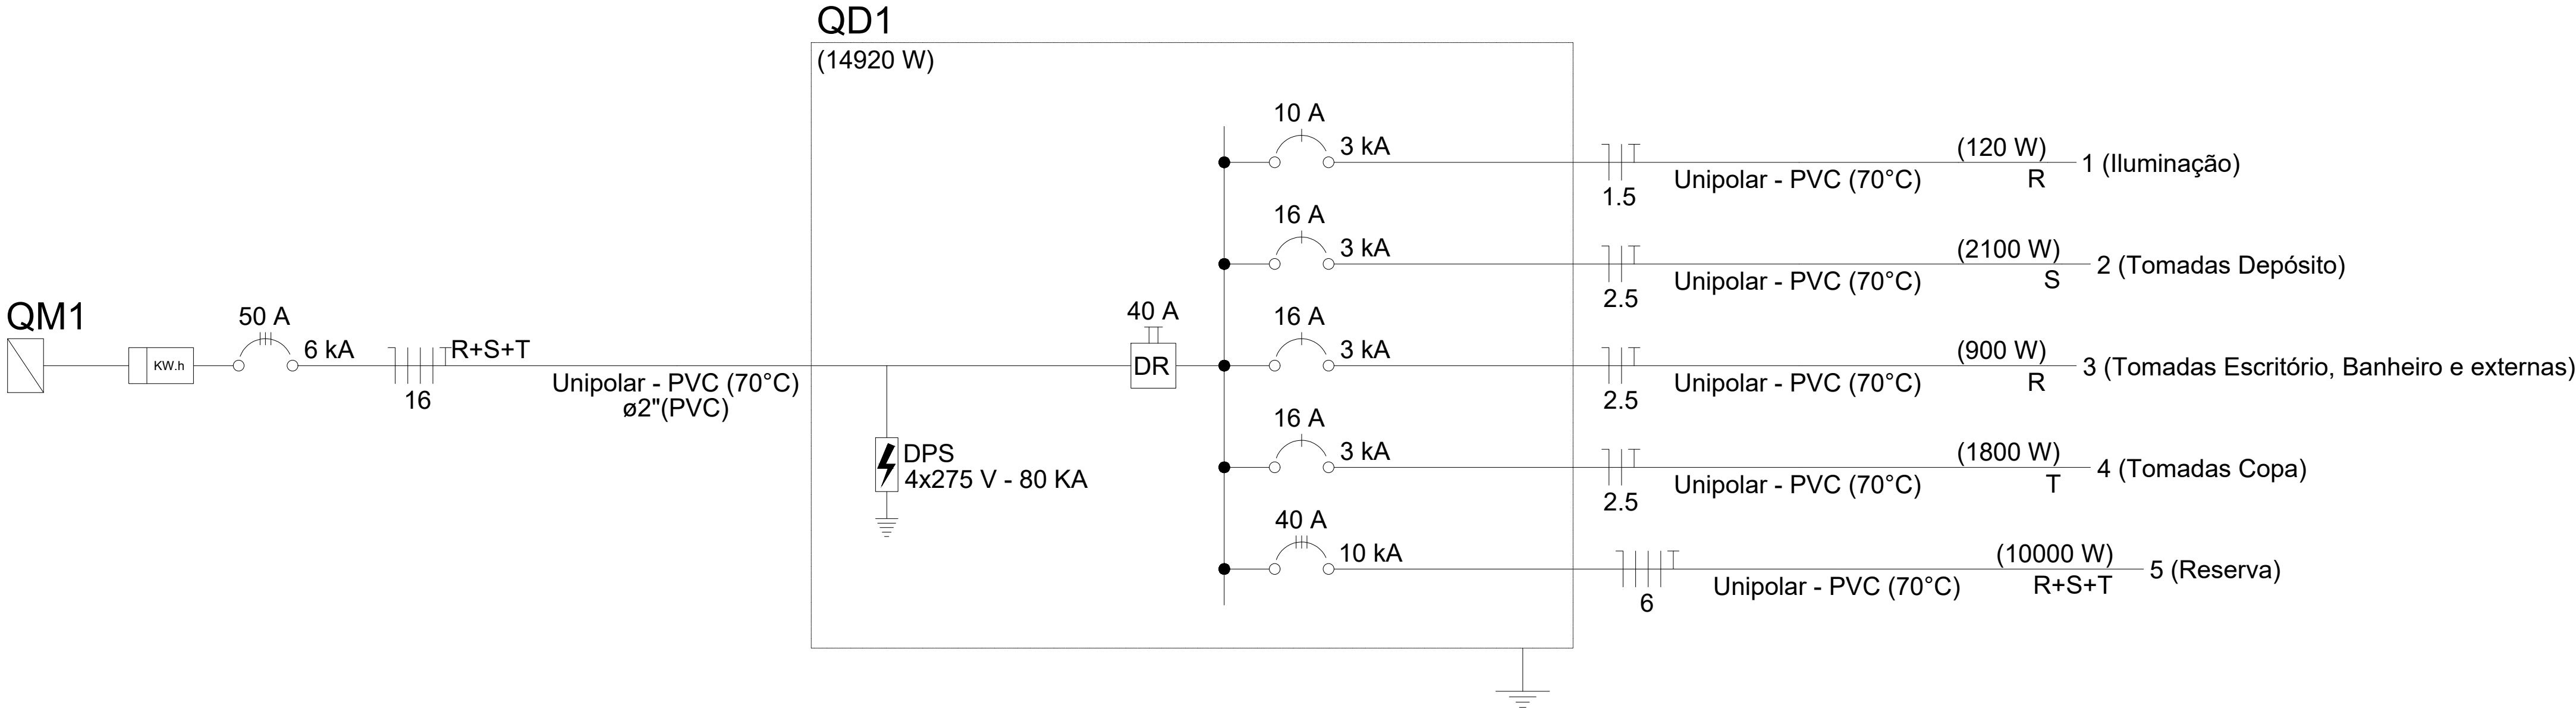 QD1
(14920 W)
10 A
3 kA
(120 W)
1 (Iluminação)
1.5
Unipolar - PVC (70°C)
R
16 A
3 kA
(2100 W)
2 (Tomadas Depósito)
2.5
Unipolar - PVC (70°C)
S
QM1
KW.h
50 A
6 kA
R+S+T
16
Unipolar - PVC (70°C)
ø2"(PVC)
40 A
DR
16 A
3 kA
(900 W)
3 (Tomadas Escritório, Banheiro e externas)
2.5
Unipolar - PVC (70°C)
R
DPS
4x275 V - 80 KA
16 A
3 kA
(1800 W)
4 (Tomadas Copa)
2.5
Unipolar - PVC (70°C)
T
40 A
10 kA
(10000 W)
5 (Reserva)
6
Unipolar - PVC (70°C)
R+S+T